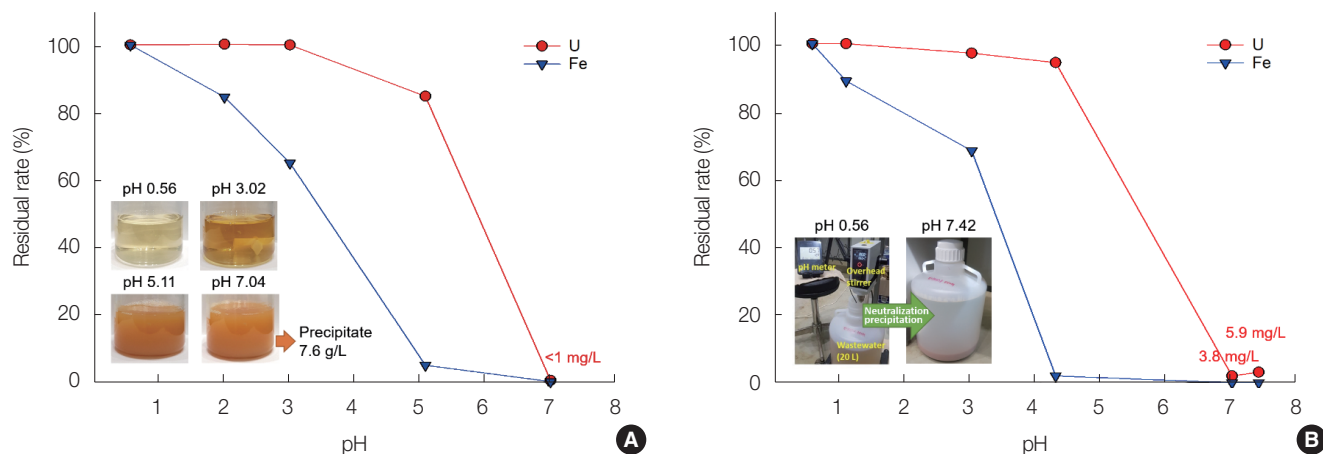 100
80
60
40
20
0
Residual rate (%)
U
Fe
pH 0.56
pH 3.02
pH 5.11
pH 7.04
Precipitate
7.6 g/L
<1 mg/L
1 2 3 4 5 6 7 8
pH
A
100
80
60
40
20
0
Residual rate (%)
U
Fe
pH 0.56
pH 7.42
pH meter
Overhead
stirrer
Neutralization
precipitation
Wastewater
(20 L)
5.9 mg/L
3.8 mg/L
1 2 3 4 5 6 7 8
pH
B